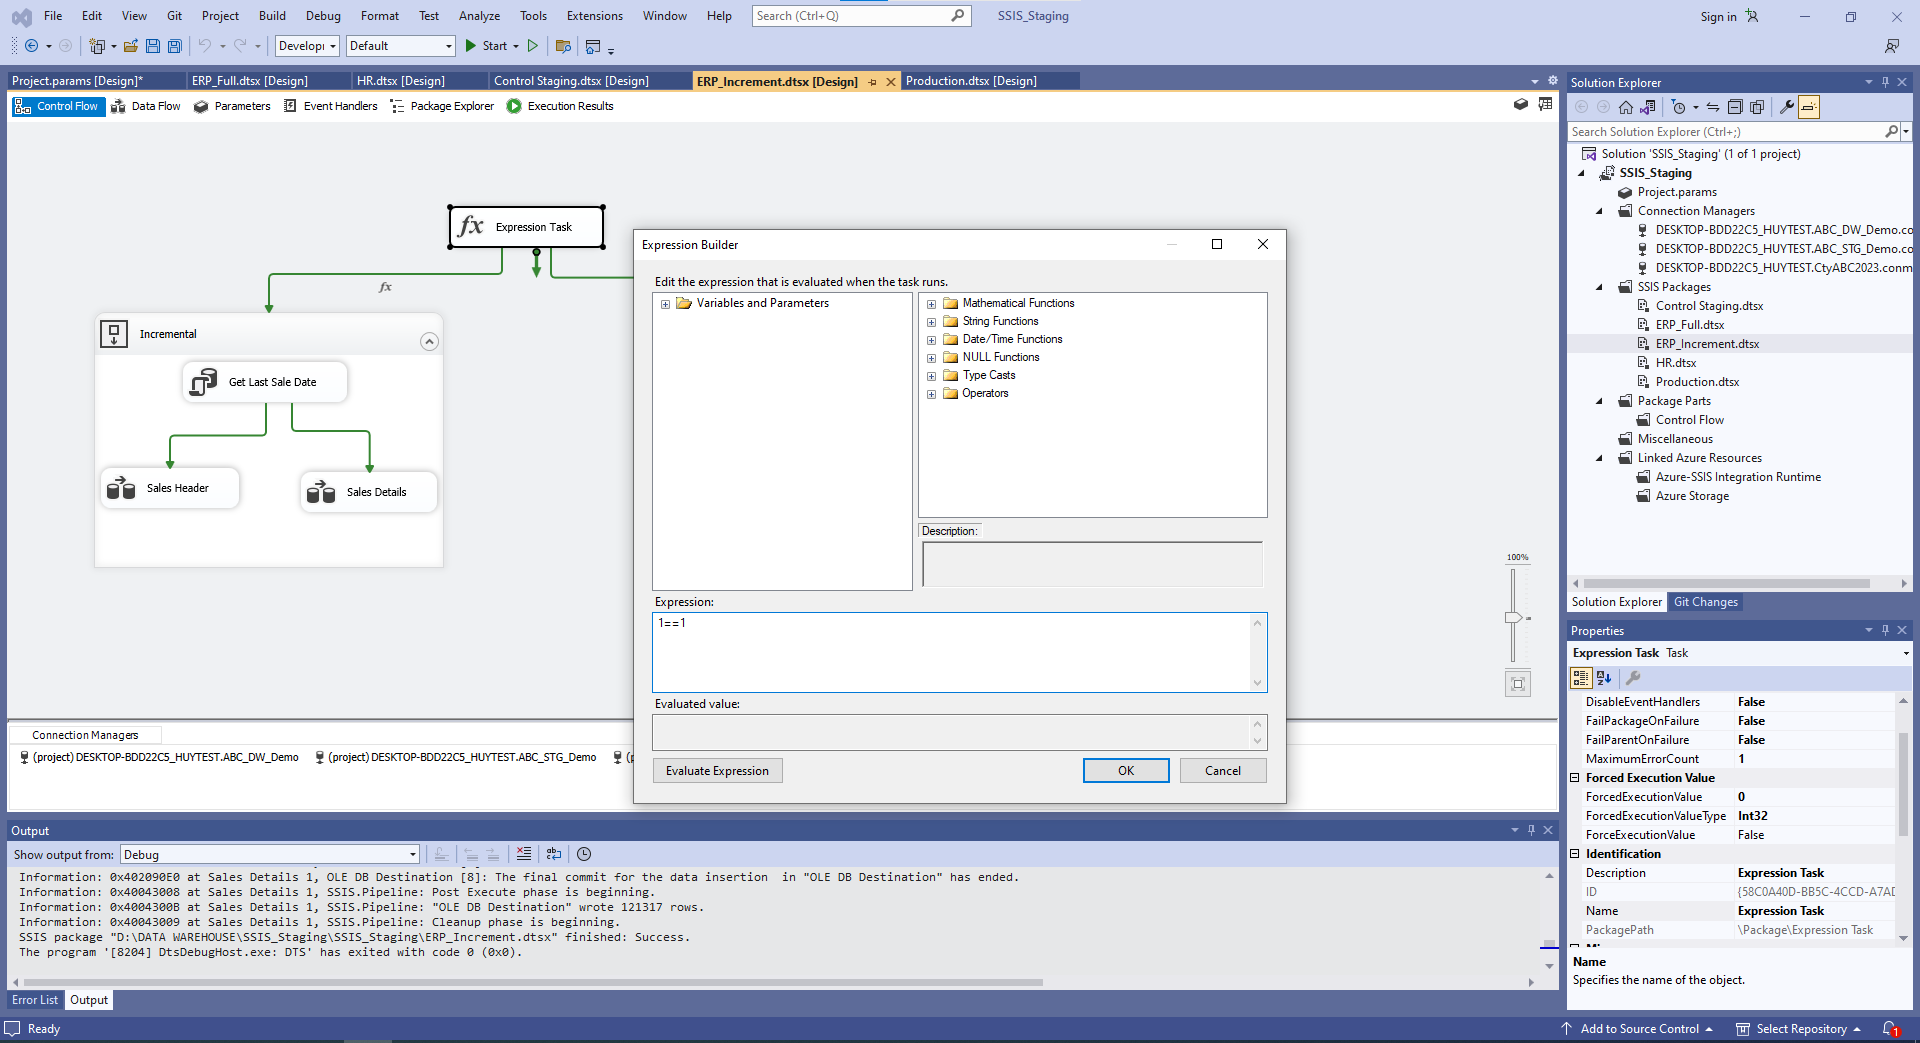 File Edit View Git Project Build Debug Format Test Analyze Tools Extensions Window Help Search (Ctrl+Q) SSIS_Staging Sign in
Developi Default Start
Project.params [Design]* ERP_Full.dtsx [Design] HR.dtsx [Design] Control Staging.dtsx [Design] ERP_Increment.dtsx [Design] Production.dtsx [Design]
Control Flow Data Flow Parameters Event Handlers Package Explorer Execution Results
fx Expression Task
fx
Incremental
Get Last Sale Date
Sales Header
Sales Details
Expression Builder
Edit the expression that is evaluated when the task runs.
Variables and Parameters
Mathematical Functions
String Functions
Date/Time Functions
NULL Functions
Type Casts
Operators
Description:
Expression:
1==1
Evaluated value:
Evaluate Expression OK Cancel
100%
Connection Managers
(project) DESKTOP-BDD22C5_HUYTEST.ABC_DW_Demo (project) DESKTOP-BDD22C5_HUYTEST.ABC_STG_Demo (p
Output
Show output from: Debug
Information: 0x402090E0 at Sales Details 1, OLE DB Destination [8]: The final commit for the data insertion  in "OLE DB Destination" has ended.
Information: 0x40043008 at Sales Details 1, SSIS.Pipeline: Post Execute phase is beginning.
Information: 0x4004300B at Sales Details 1, SSIS.Pipeline: "OLE DB Destination" wrote 121317 rows.
Information: 0x40043009 at Sales Details 1, SSIS.Pipeline: Cleanup phase is beginning.
SSIS package "D:\DATA WAREHOUSE\SSIS_Staging\SSIS_Staging\ERP_Increment.dtsx" finished: Success.
The program '[8204] DtsDebugHost.exe: DTS' has exited with code 0 (0x0).
Error List Output
Solution Explorer
Search Solution Explorer (Ctrl+;)
Solution 'SSIS_Staging' (1 of 1 project)
SSIS_Staging
Project.params
Connection Managers
DESKTOP-BDD22C5_HUYTEST.ABC_DW_Demo.co
DESKTOP-BDD22C5_HUYTEST.ABC_STG_Demo.co
DESKTOP-BDD22C5_HUYTEST.CtyABC2023.conm
SSIS Packages
Control Staging.dtsx
ERP_Full.dtsx
ERP_Increment.dtsx
HR.dtsx
Production.dtsx
Package Parts
Control Flow
Miscellaneous
Linked Azure Resources
Azure-SSIS Integration Runtime
Azure Storage
Solution Explorer Git Changes
Properties
Expression Task Task
DisableEventHandlers False
FailPackageOnFailure False
FailParentOnFailure False
MaximumErrorCount 1
Forced Execution Value
ForcedExecutionValue 0
ForcedExecutionValueType Int32
ForceExecutionValue False
Identification
Description Expression Task
ID {58C0A40D-BB5C-4CCD-A7AD
Name Expression Task
PackagePath \Package\Expression Task
Name
Specifies the name of the object.
Ready Add to Source Control Select Repository 1